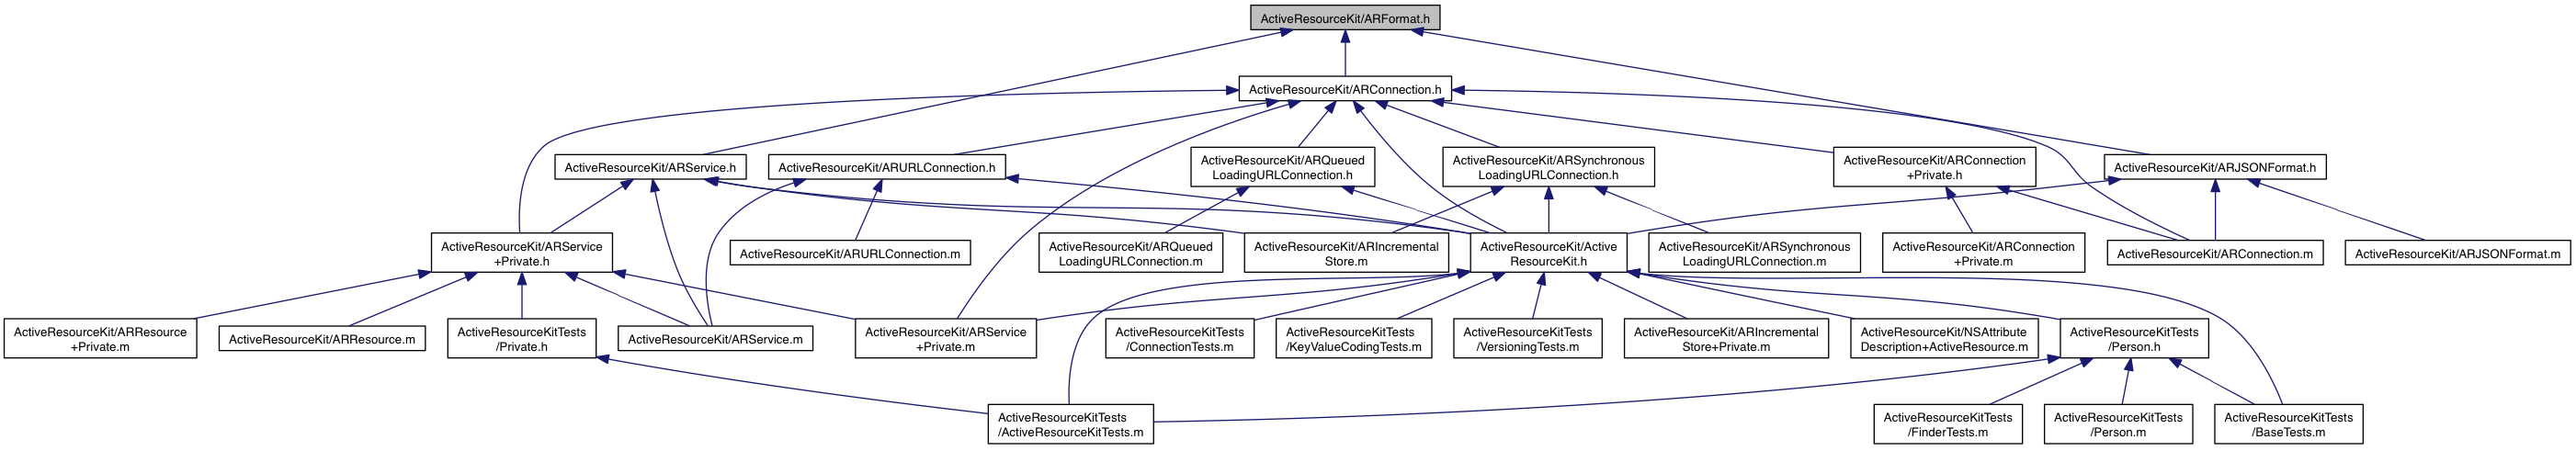 ActiveResourceKit/ARFormat.h
ActiveResourceKit/ARConnection.h
ActiveResourceKit/ARService.h
ActiveResourceKit/ARURLConnection.h
ActiveResourceKit/ARQueued
LoadingURLConnection.h
ActiveResourceKit/ARSynchronous
LoadingURLConnection.h
ActiveResourceKit/ARConnection
+Private.h
ActiveResourceKit/ARJSONFormat.h
ActiveResourceKit/ARService
+Private.h
ActiveResourceKit/ARURLConnection.m
ActiveResourceKit/ARQueued
LoadingURLConnection.m
ActiveResourceKit/ARIncremental
Store.m
ActiveResourceKit/Active
ResourceKit.h
ActiveResourceKit/ARSynchronous
LoadingURLConnection.m
ActiveResourceKit/ARConnection
+Private.m
ActiveResourceKit/ARConnection.m
ActiveResourceKit/ARJSONFormat.m
ActiveResourceKit/ARResource
+Private.m
ActiveResourceKit/ARResource.m
ActiveResourceKitTests
/Private.h
ActiveResourceKit/ARService.m
ActiveResourceKit/ARService
+Private.m
ActiveResourceKitTests
/ConnectionTests.m
ActiveResourceKitTests
/KeyValueCodingTests.m
ActiveResourceKitTests
/VersioningTests.m
ActiveResourceKit/ARIncremental
Store+Private.m
ActiveResourceKit/NSAttribute
Description+ActiveResource.m
ActiveResourceKitTests
/Person.h
ActiveResourceKitTests
/ActiveResourceKitTests.m
ActiveResourceKitTests
/FinderTests.m
ActiveResourceKitTests
/Person.m
ActiveResourceKitTests
/BaseTests.m